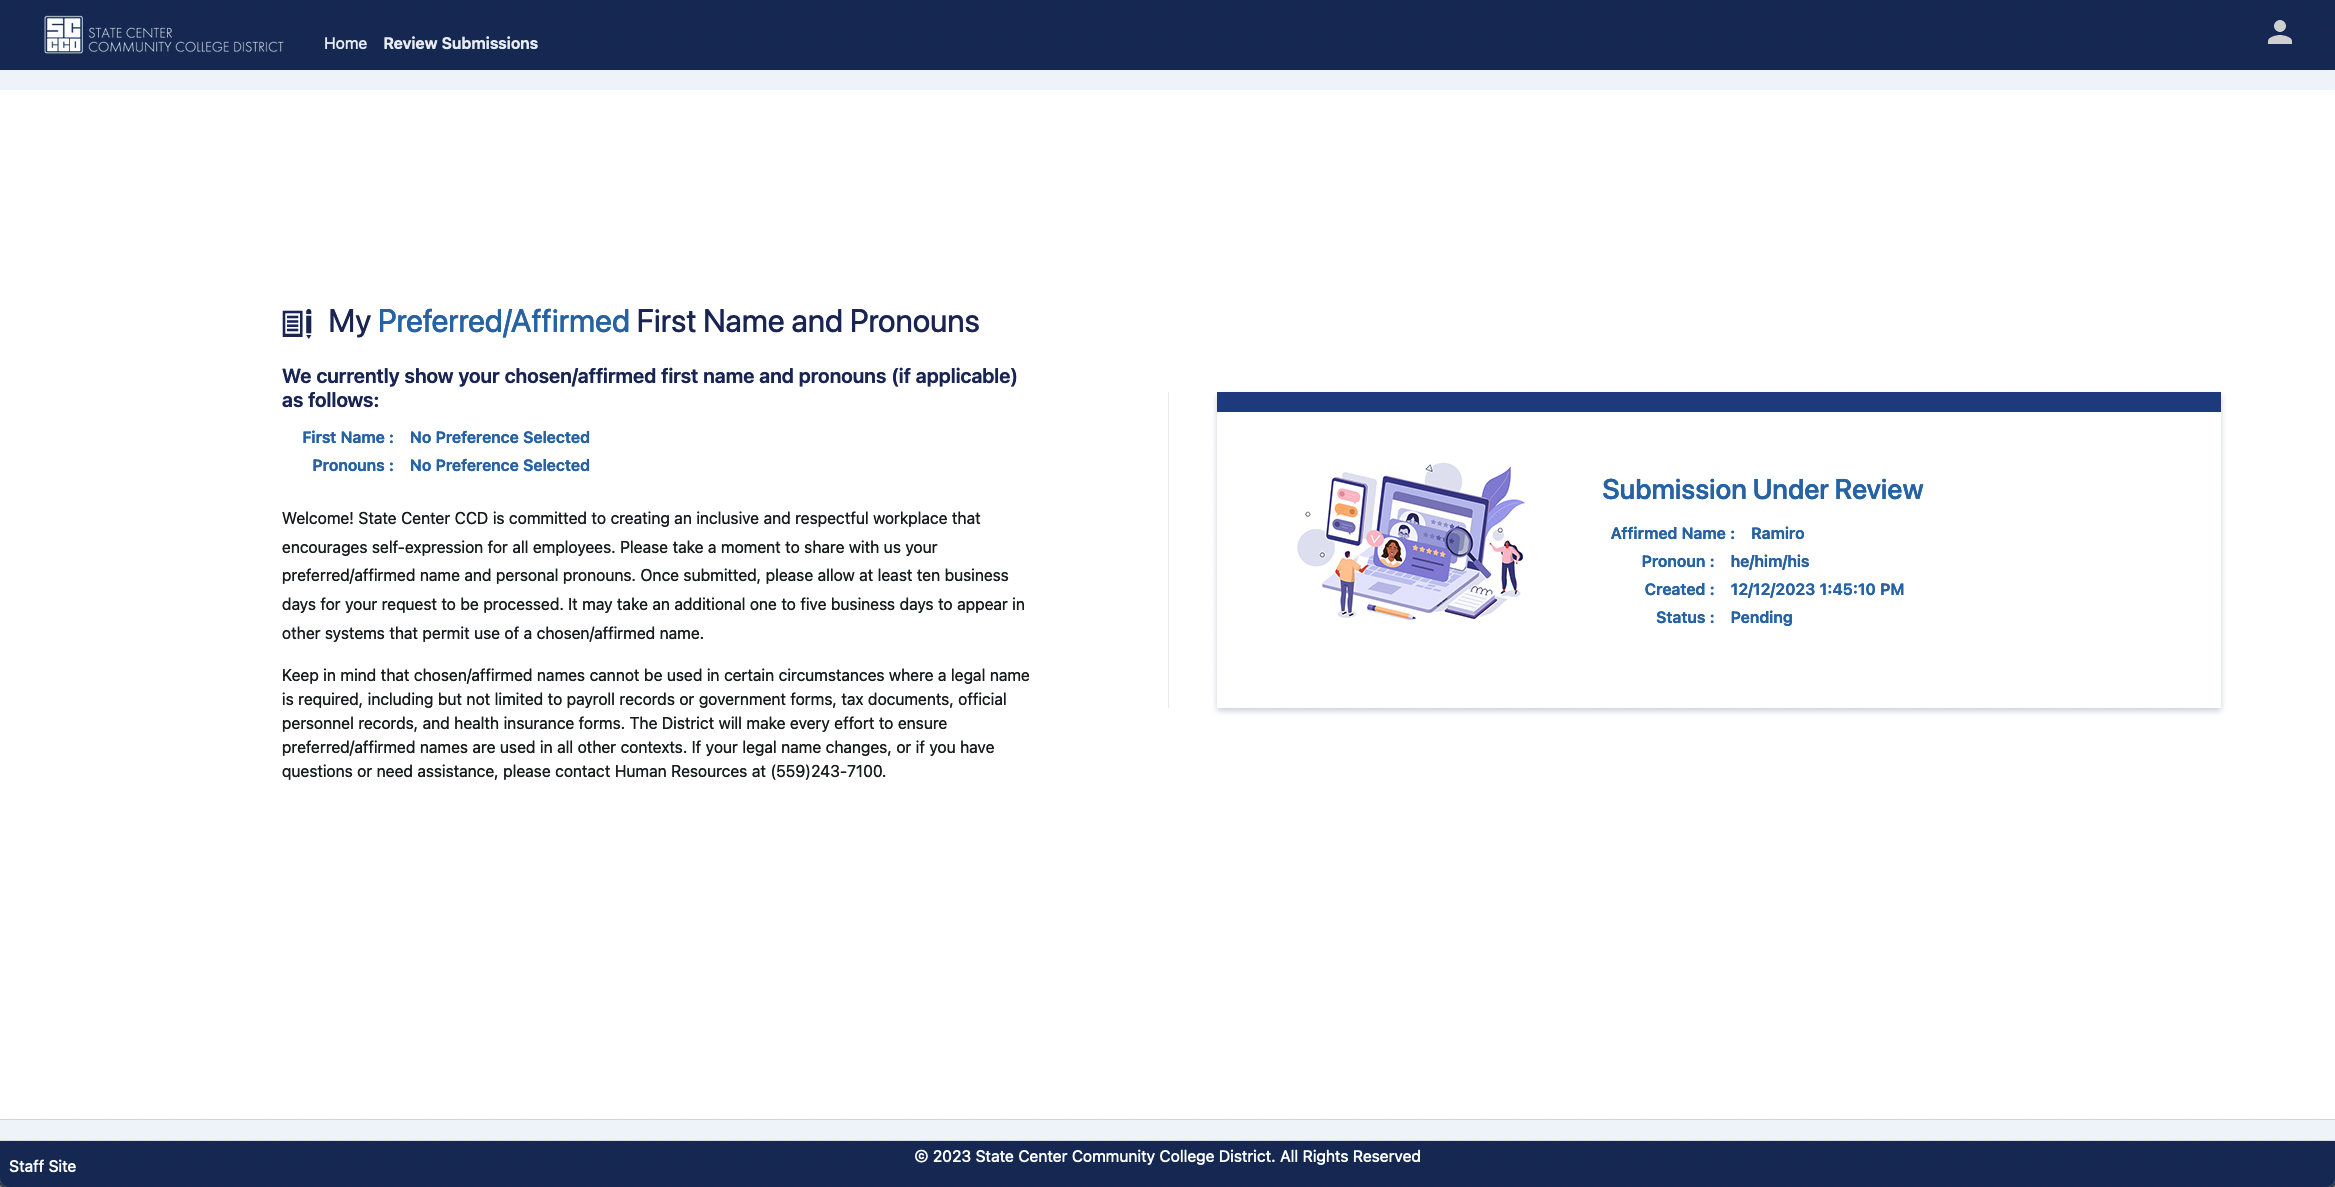 SC
CCD
STATE CENTER
COMMUNITY COLLEGE DISTRICT
Home
Review Submissions
My Preferred/Affirmed First Name and Pronouns
We currently show your chosen/affirmed first name and pronouns (if applicable)
as follows:
First Name : No Preference Selected
Pronouns : No Preference Selected
Welcome! State Center CCD is committed to creating an inclusive and respectful workplace that
encourages self-expression for all employees. Please take a moment to share with us your
preferred/affirmed name and personal pronouns. Once submitted, please allow at least ten business
days for your request to be processed. It may take an additional one to five business days to appear in
other systems that permit use of a chosen/affirmed name.
Keep in mind that chosen/affirmed names cannot be used in certain circumstances where a legal name
is required, including but not limited to payroll records or government forms, tax documents, official
personnel records, and health insurance forms. The District will make every effort to ensure
preferred/affirmed names are used in all other contexts. If your legal name changes, or if you have
questions or need assistance, please contact Human Resources at (559)243-7100.
Submission Under Review
Affirmed Name : Ramiro
Pronoun : he/him/his
Created : 12/12/2023 1:45:10 PM
Status : Pending
© 2023 State Center Community College District. All Rights Reserved
Staff Site